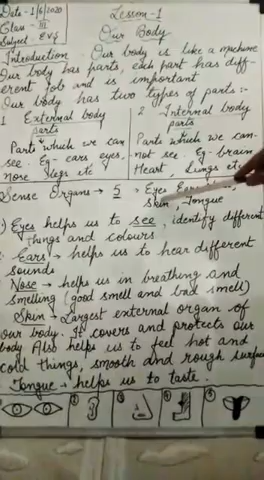 Date - 1/6/2020 Lesson-1
Class - III
Subject - EVS Our Body
Introduction Our body is like a machine
Our body has parts, each part has diff-
erent job and is important
Our body has two types of parts:-
1 External body parts
Parts which we can
see. Eg- ears eyes,
Nose legs etc
2 Internal body parts
Parts which we can-
not see. Eg- brain
Heart, Lungs etc
Sense Organs → 5 → Eyes
Skin, Tongue
Eyes helps us to see, identify different
things and colours.
Ears → helps us to hear different
sounds
Nose → helps us in breathing and
smelling (good smell and bad smell)
Skin → Largest external organ of
our body. It covers and protects our
body Also helps us to feel hot and
cold things, smooth and rough surface
Tongue → helps us to taste.